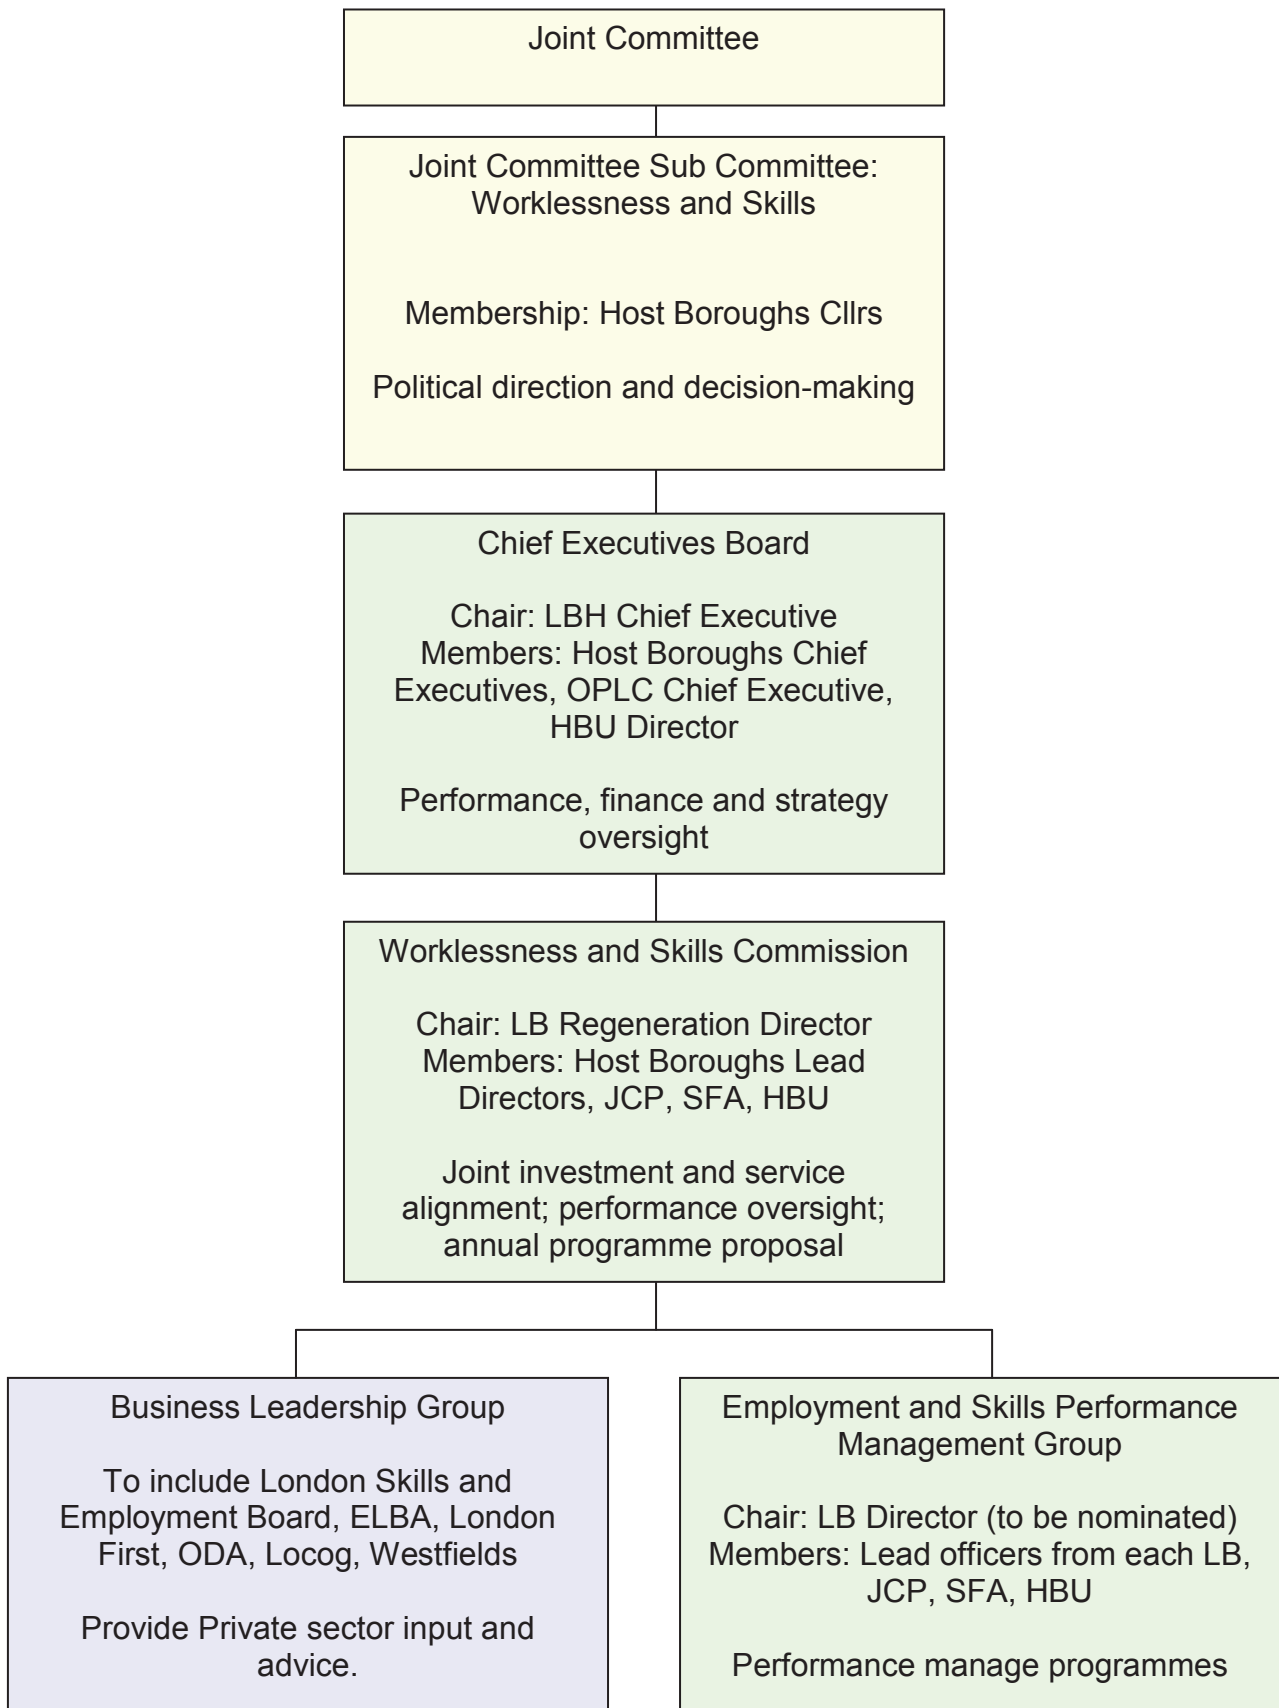 Joint Committee
Joint Committee Sub Committee:
Worklessness and Skills
Membership: Host Boroughs Cllrs
Political direction and decision-making
Chief Executives Board
Chair: LBH Chief Executive
Members: Host Boroughs Chief
Executives, OPLC Chief Executive,
HBU Director
Performance, finance and strategy
oversight
Worklessness and Skills Commission
Chair: LB Regeneration Director
Members: Host Boroughs Lead
Directors, JCP, SFA, HBU
Joint investment and service
alignment; performance oversight;
annual programme proposal
Business Leadership Group
To include London Skills and
Employment Board, ELBA, London
First, ODA, Locog, Westfields
Provide Private sector input and
advice.
Employment and Skills Performance
Management Group
Chair: LB Director (to be nominated)
Members: Lead officers from each LB,
JCP, SFA, HBU
Performance manage programmes